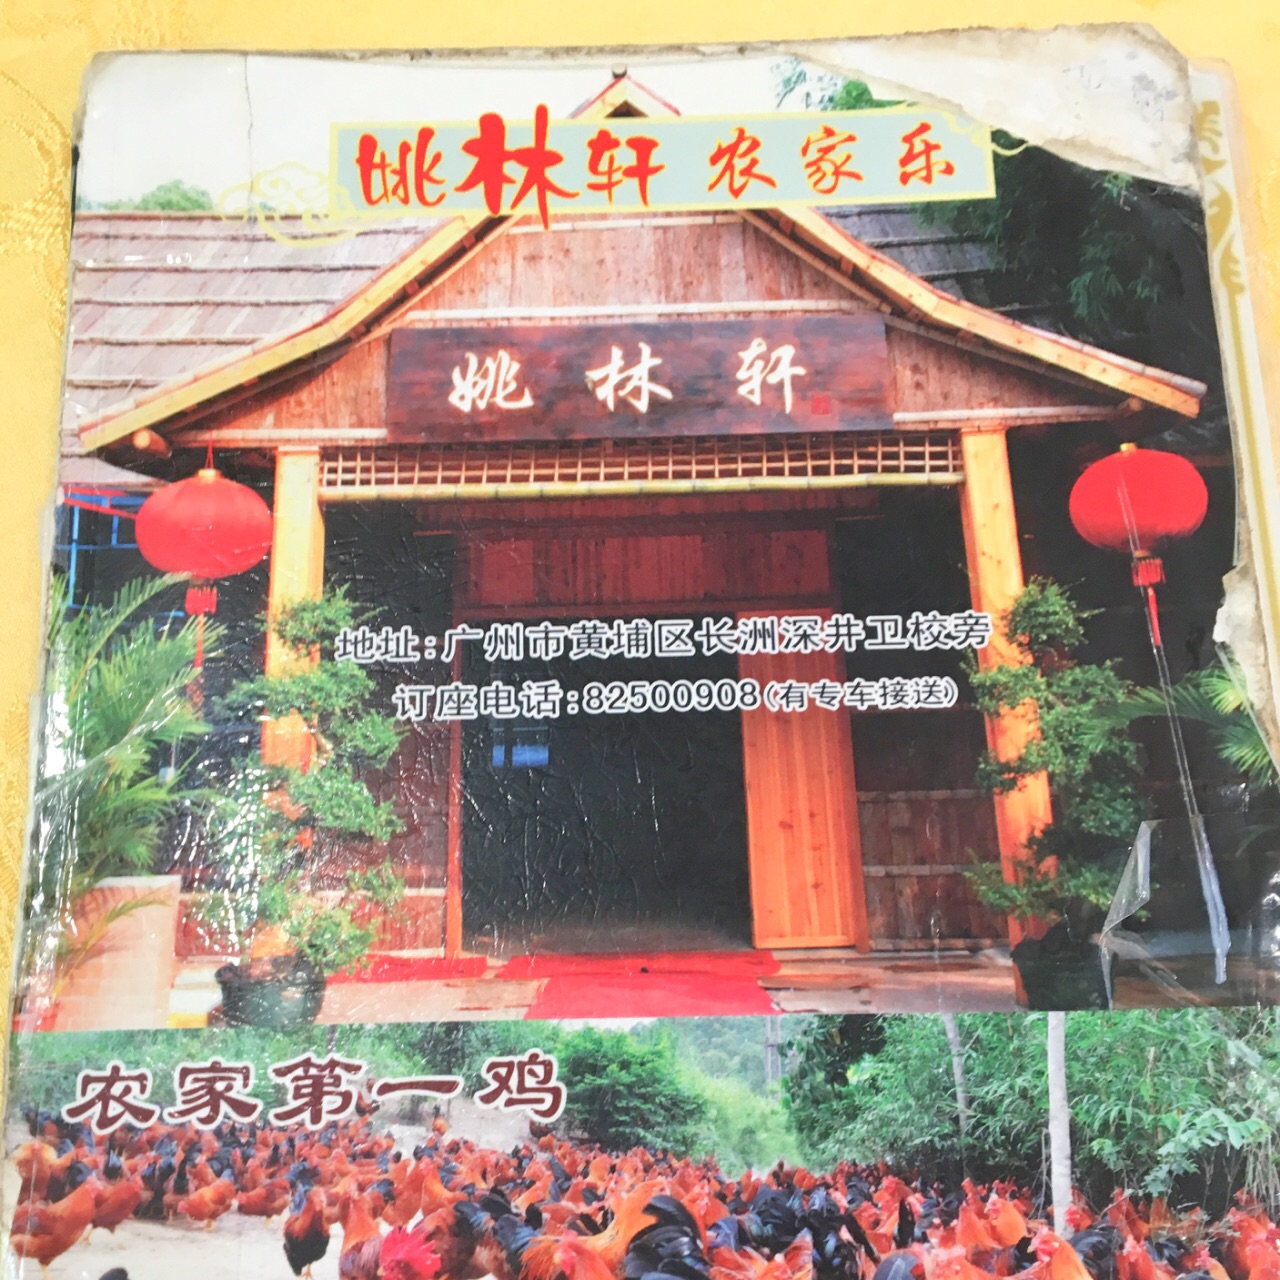 姚林轩 农家乐
姚林轩
地址:广州市黄埔区长洲深井卫校旁
订座电话:82500908(有专车接送)
农家第一鸡